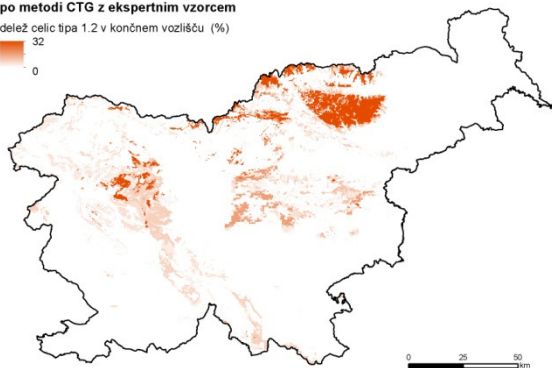 po metodi CTG z ekspertnim vzorcem
delež celic tipa 1.2 v končnem vozlišču (%)
32
0
0 25 50
km